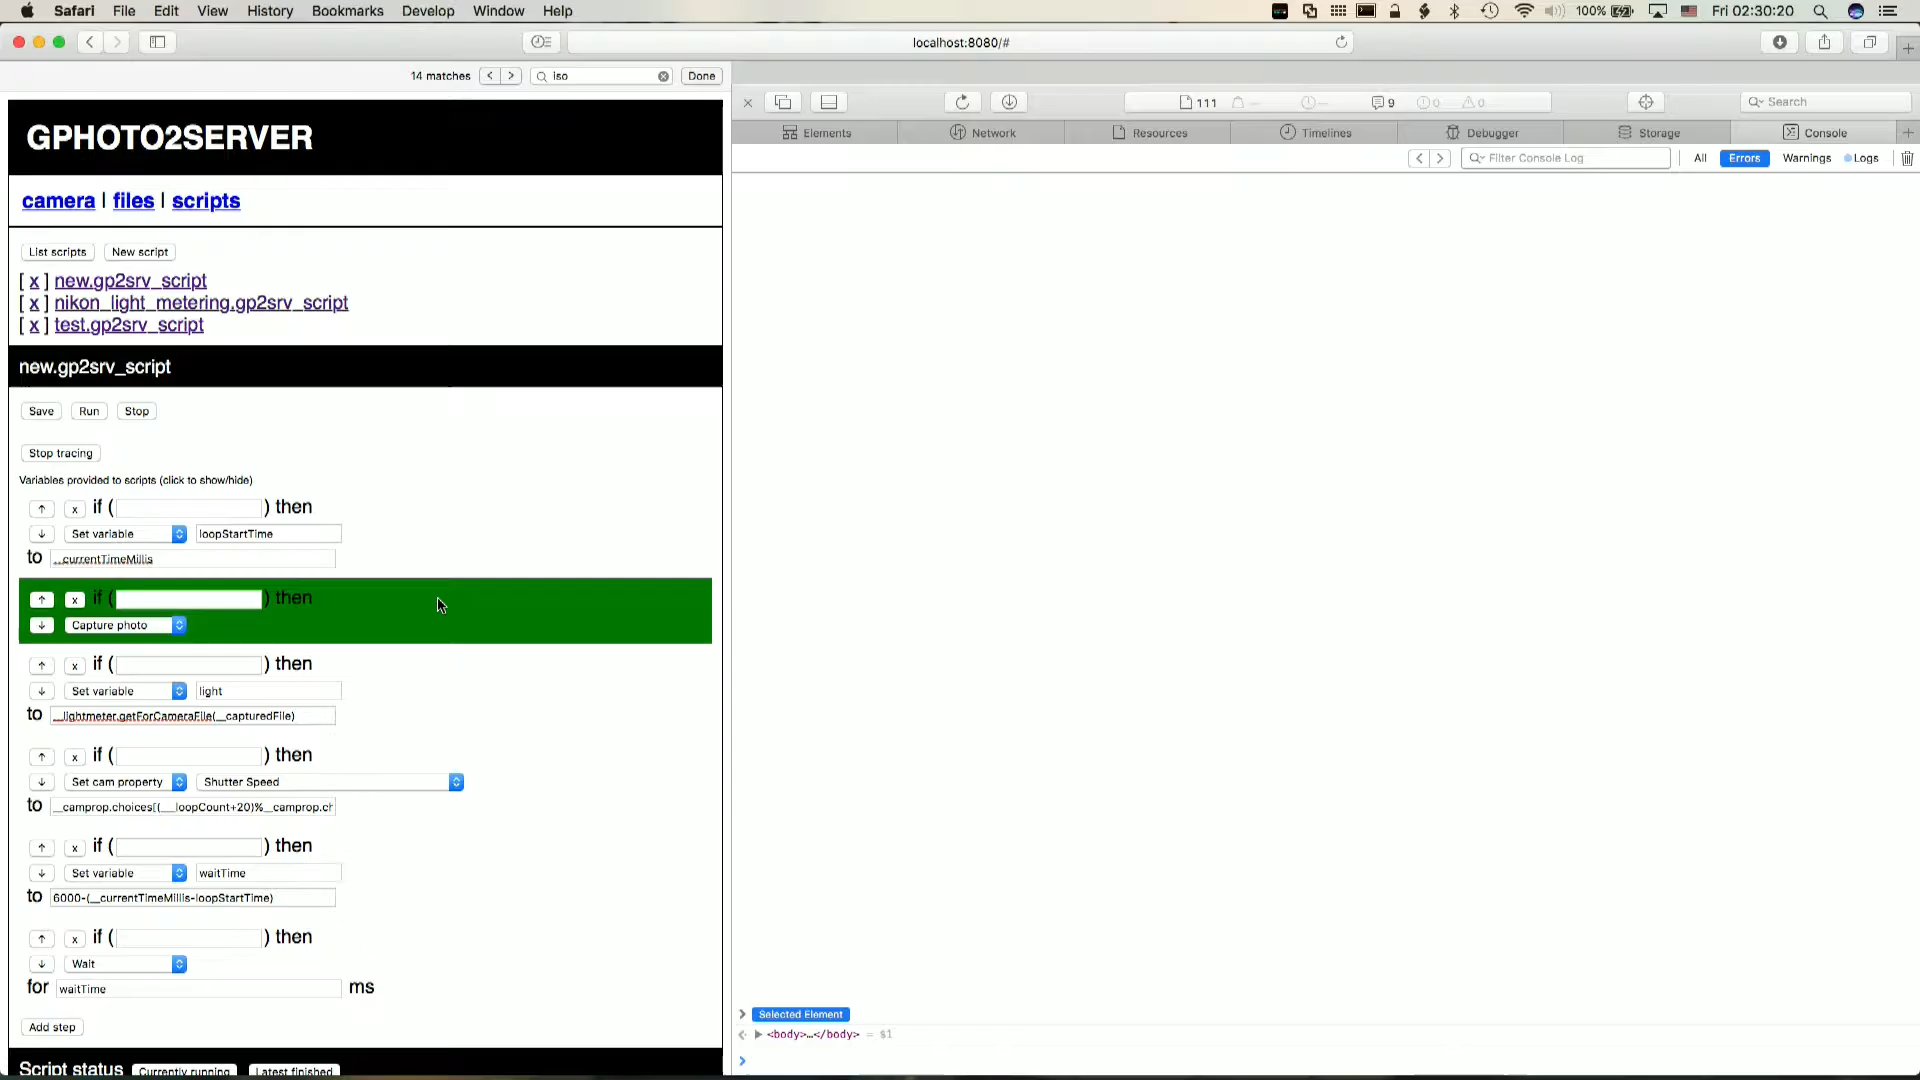 Safari File Edit View History Bookmarks Develop Window Help 100% Fri 02:30:20
localhost:8080/#
14 matches iso Done
GPHOTO2SERVER
camera | files | scripts
List scripts New script
[ x ] new.gp2srv_script
[ x ] nikon_light_metering.gp2srv_script
[ x ] test.gp2srv_script
new.gp2srv_script
Save Run Stop
Stop tracing
Variables provided to scripts (click to show/hide)
↑ x if ( ) then
↓ Set variable loopStartTime
to __currentTimeMillis
↑ x if ( ) then
↓ Capture photo
↑ x if ( ) then
↓ Set variable light
to __lightmeter.getForCameraFile(__capturedFile)
↑ x if ( ) then
↓ Set cam property Shutter Speed
to __camprop.choices[(__loopCount+20)%__camprop.ch
↑ x if ( ) then
↓ Set variable waitTime
to 6000-(__currentTimeMillis-loopStartTime)
↑ x if ( ) then
↓ Wait
for waitTime ms
Add step
Script status Currently running Latest finished
111 9 0 0 Search
Elements Network Resources Timelines Debugger Storage Console
Filter Console Log All Errors Warnings Logs
Selected Element
<body>…</body> = $1